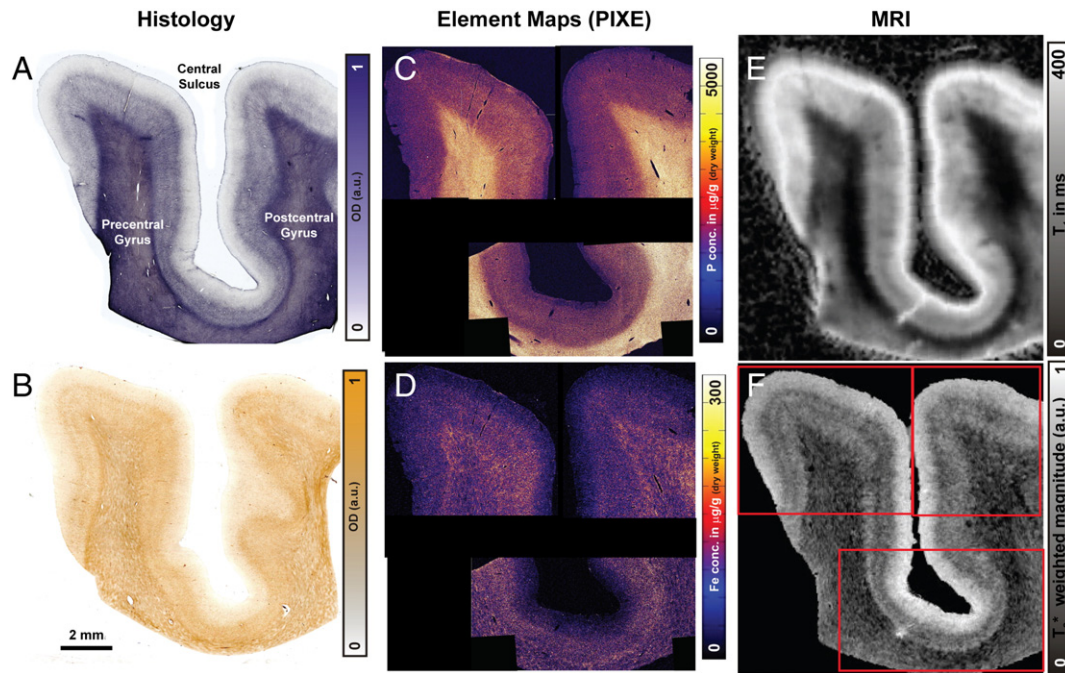 Histology
Element Maps (PIXE)
MRI
A
Central
Sulcus
Precentral
Gyrus
Postcentral
Gyrus
1
OD (a.u.)
0
C
5000
P conc. in µg/g (dry weight)
0
E
400
T, in ms
0
B
2 mm
1
OD (a.u.)
0
D
300
Fe conc. in µg/g (dry weight)
0
F
1
T,* weighted magnitude (a.u.)
0